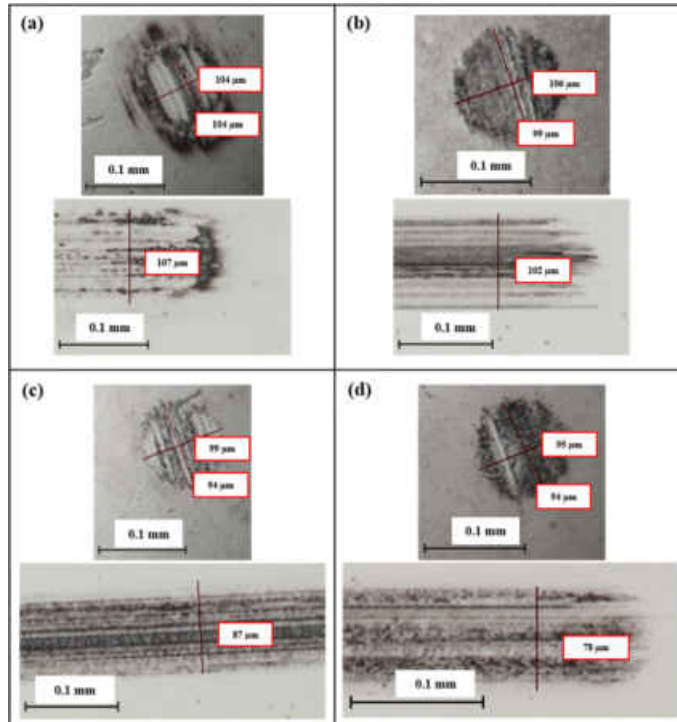 (a)
104 µm
104 µm
0.1 mm
107 µm
0.1 mm
(b)
106 µm
99 µm
0.1 mm
102 µm
0.1 mm
(c)
99 µm
94 µm
0.1 mm
87 µm
0.1 mm
(d)
95 µm
94 µm
0.1 mm
78 µm
0.1 mm